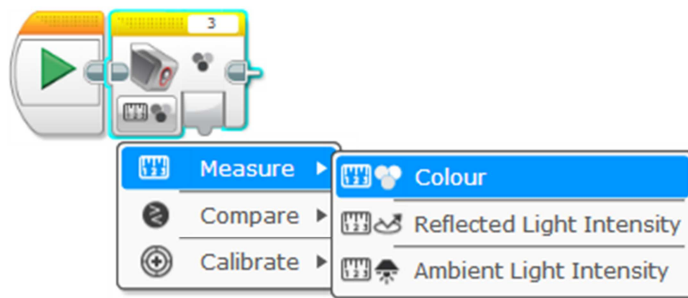 3
Measure
Compare
Calibrate
Colour
Reflected Light Intensity
Ambient Light Intensity